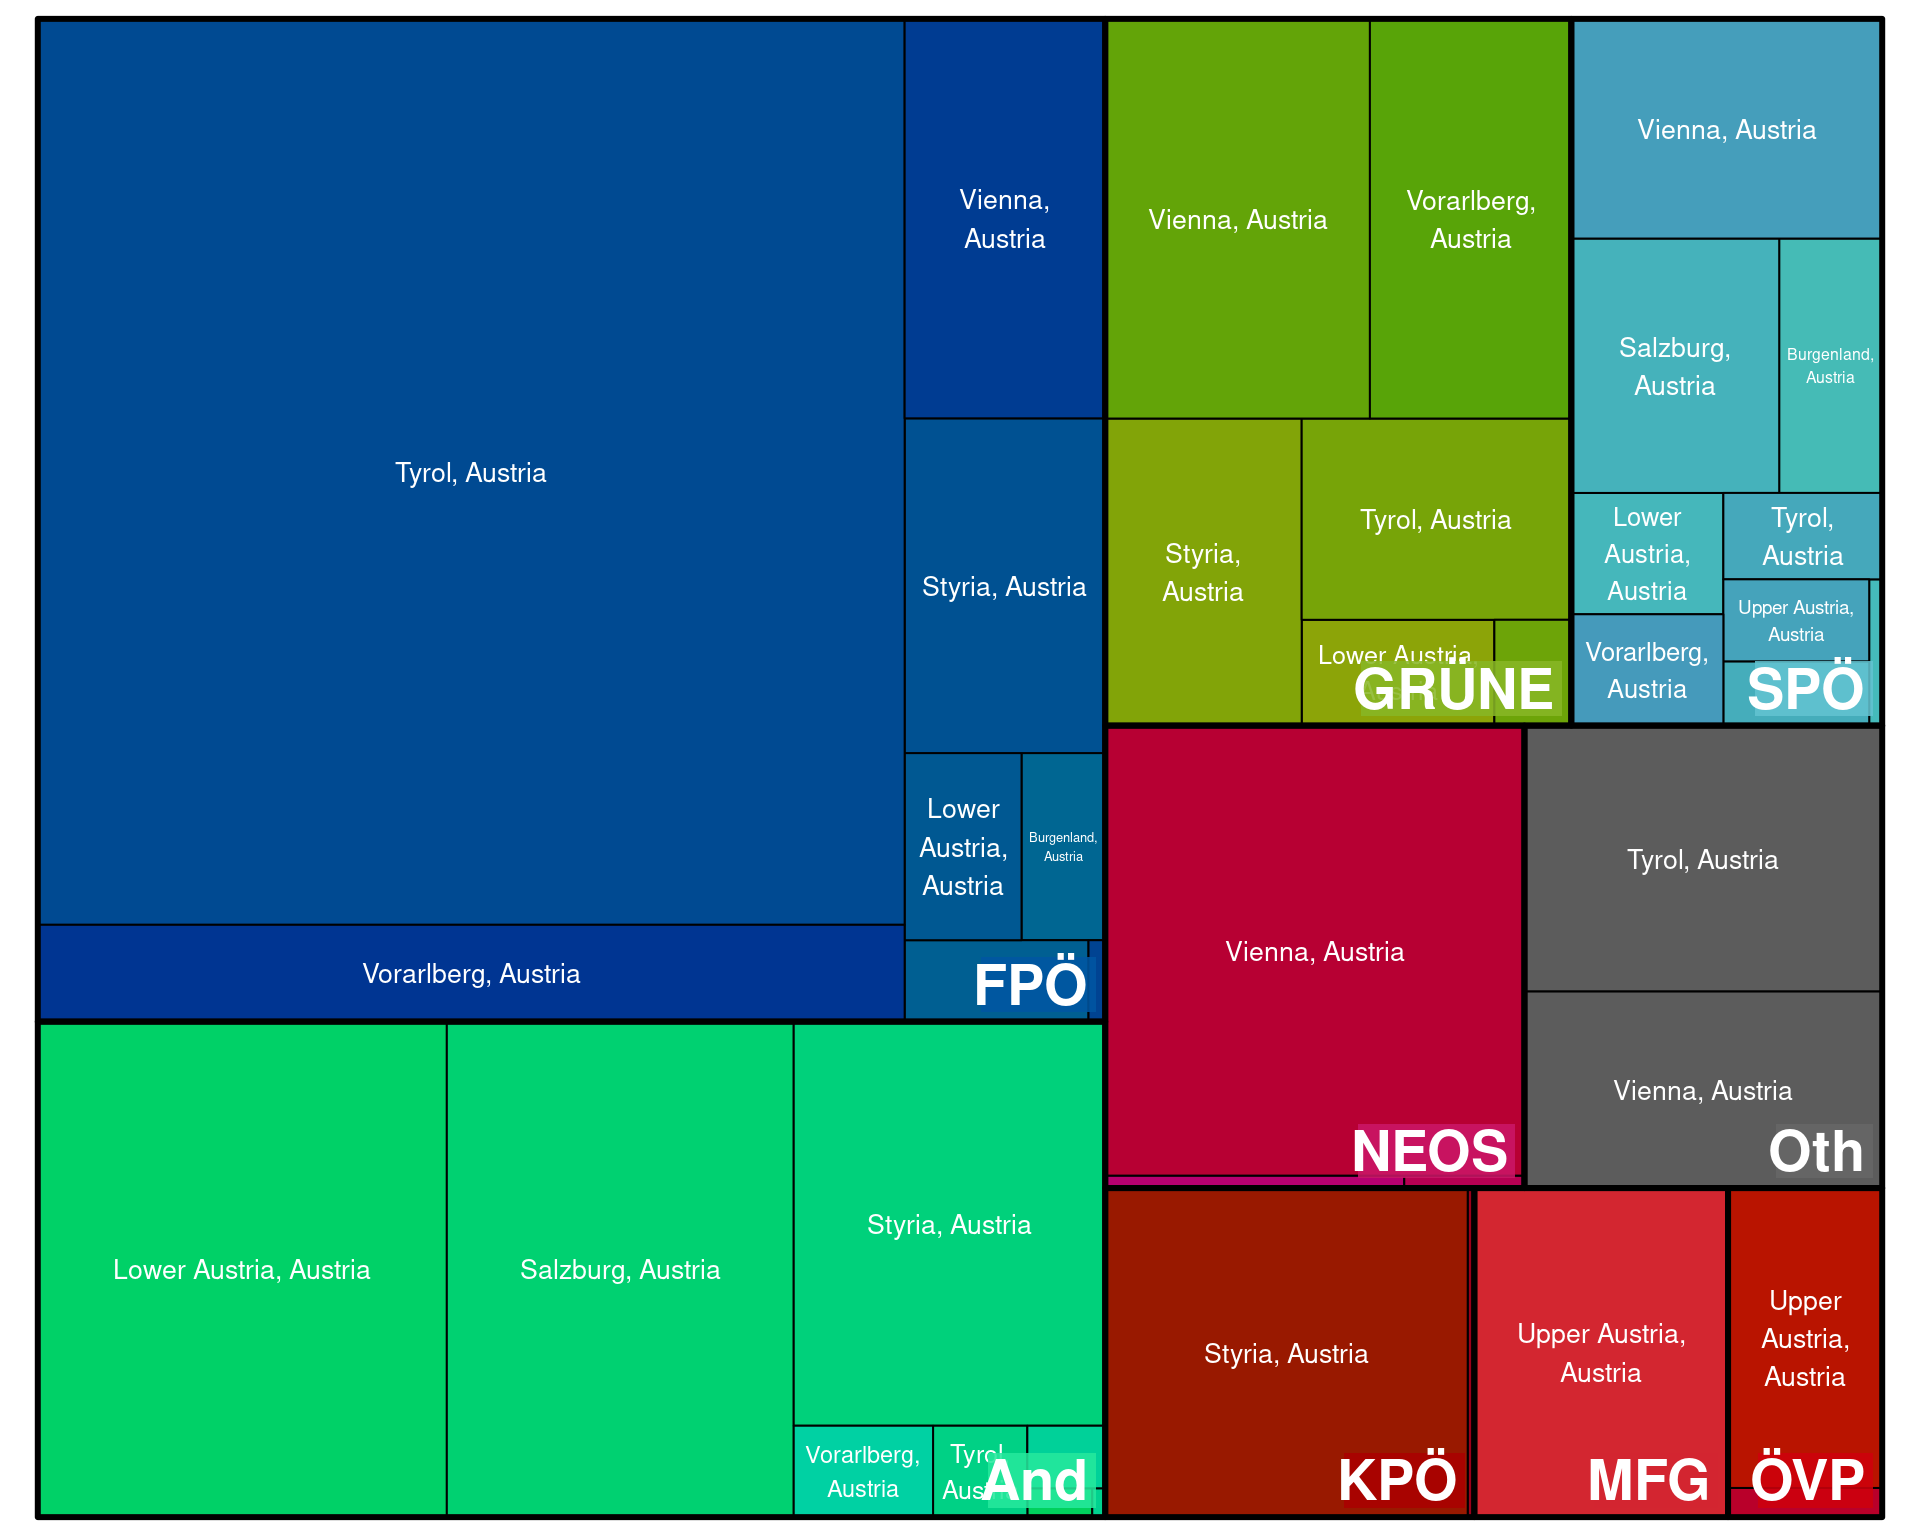 Tyrol, Austria
Vienna,
Austria
Styria, Austria
Lower
Austria,
Austria
Burgenland,
Austria
Vorarlberg, Austria
FPÖ
Vienna, Austria
Vorarlberg,
Austria
Styria,
Austria
Tyrol, Austria
Lower Austria,
GRÜNE
Vienna, Austria
Salzburg,
Austria
Burgenland,
Austria
Lower
Austria,
Austria
Tyrol,
Austria
Upper Austria,
Austria
Vorarlberg,
Austria
SPÖ
Vienna, Austria
NEOS
Tyrol, Austria
Vienna, Austria
Oth
Lower Austria, Austria
Salzburg, Austria
Styria, Austria
Vorarlberg,
Austria
Tyrol,
Austria
And
Styria, Austria
KPÖ
Upper Austria,
Austria
MFG
Upper
Austria,
Austria
ÖVP